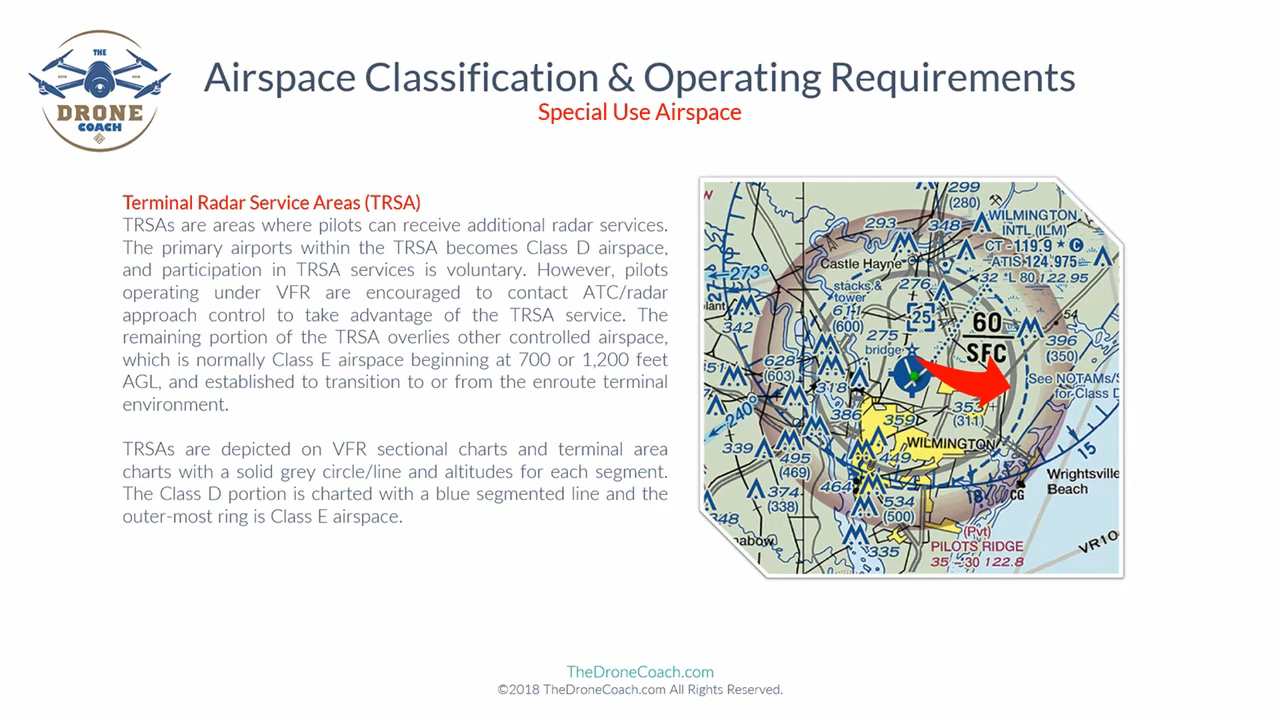 THE
DRONE
COACH
Airspace Classification & Operating Requirements
Special Use Airspace
Terminal Radar Service Areas (TRSA)
TRSAs are areas where pilots can receive additional radar services.
The primary airports within the TRSA becomes Class D airspace,
and participation in TRSA services is voluntary. However, pilots
operating under VFR are encouraged to contact ATC/radar
approach control to take advantage of the TRSA service. The
remaining portion of the TRSA overlies other controlled airspace,
which is normally Class E airspace beginning at 700 or 1,200 feet
AGL, and established to transition to or from the enroute terminal
environment.
TRSAs are depicted on VFR sectional charts and terminal area
charts with a solid grey circle/line and altitudes for each segment.
The Class D portion is charted with a blue segmented line and the
outer-most ring is Class E airspace.
299
(280)
293
348
WILMINGTON
INTL (ILM)
CT - 119.9 ★ C
ATIS 124.975
32 *L 80 122.95
Castle Hayne
273°
stacks &
tower
611
(600)
276
25
342
275
bridge
60
SFC
54
396
(350)
628
(603)
318
See NOTAMs/S
for Class D
386
359
353
(311)
240°
339
495
(469)
449
WILMINGTON
15
464
374
(338)
534
(500)
18
CG
Wrightsville
Beach
348
335
(Pvt)
PILOTS RIDGE
35 - 30 122.8
VR10
TheDroneCoach.com
©2018 TheDroneCoach.com All Rights Reserved.